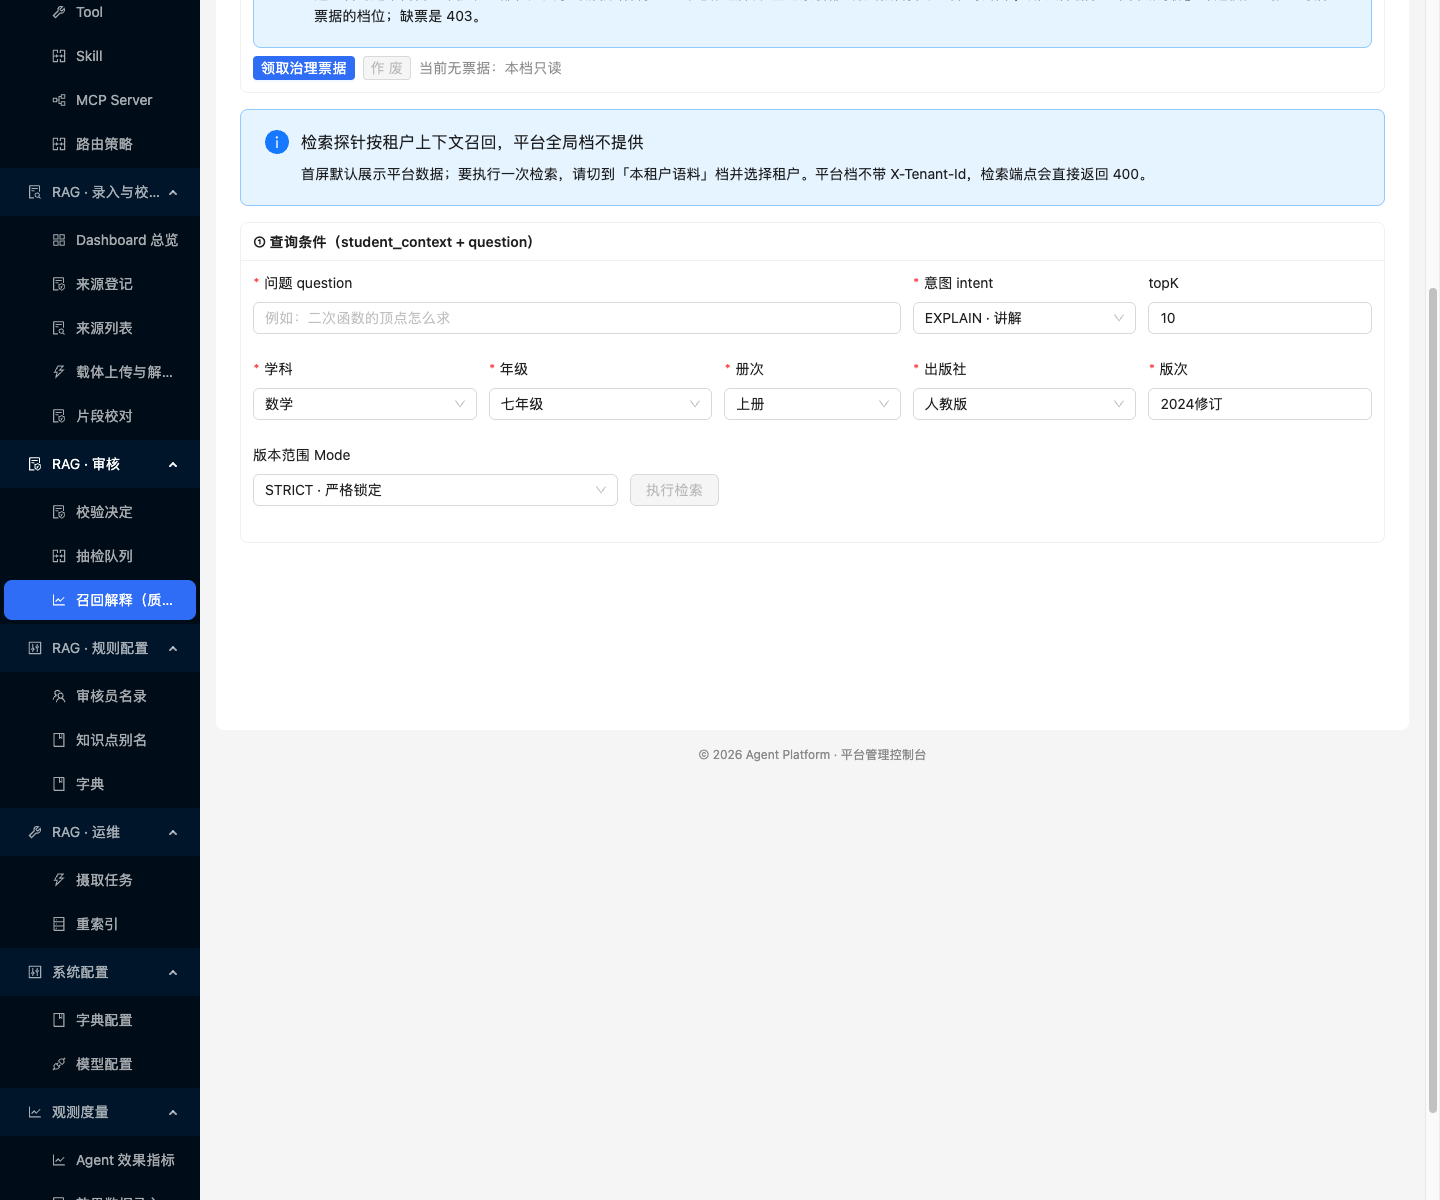 Tool
Skill
MCP Server
路由策略
RAG · 录入与校...
Dashboard 总览
来源登记
来源列表
载体上传与解...
片段校对
RAG · 审核
校验决定
抽检队列
召回解释（质...
RAG · 规则配置
审核员名录
知识点别名
字典
RAG · 运维
摄取任务
重索引
系统配置
字典配置
模型配置
观测度量
Agent 效果指标
票据的档位；缺票是 403。
领取治理票据 作 废 当前无票据：本档只读
检索探针按租户上下文召回，平台全局档不提供
首屏默认展示平台数据；要执行一次检索，请切到「本租户语料」档并选择租户。平台档不带 X-Tenant-Id，检索端点会直接返回 400。
① 查询条件（student_context + question）
* 问题 question * 意图 intent topK
例如：二次函数的顶点怎么求 EXPLAIN · 讲解 10
* 学科 * 年级 * 册次 * 出版社 * 版次
数学 七年级 上册 人教版 2024修订
版本范围 Mode
STRICT · 严格锁定 执行检索
© 2026 Agent Platform · 平台管理控制台